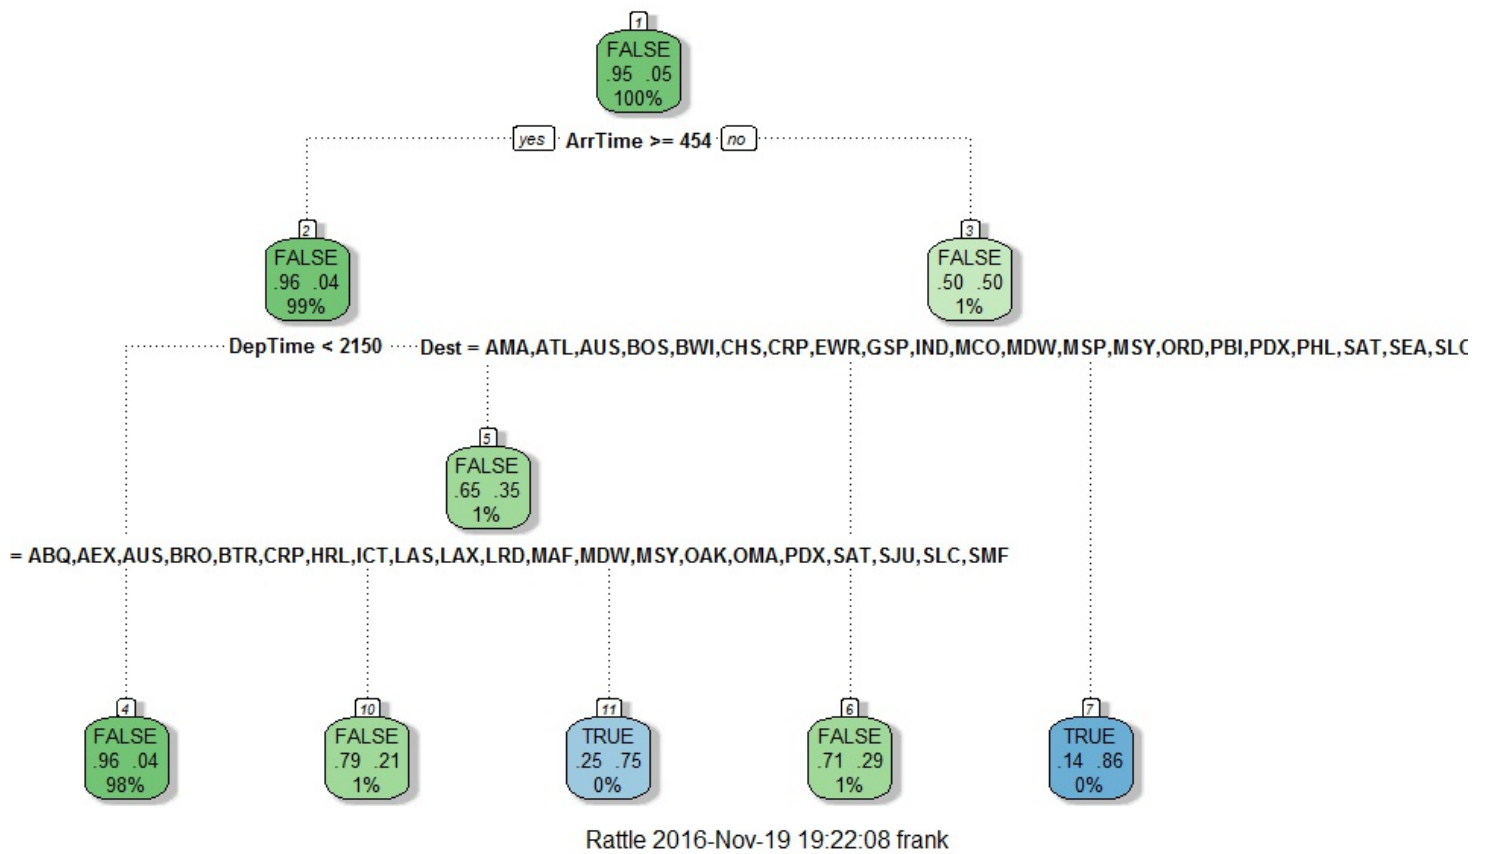 1
FALSE
.95 .05
100%
yes ArrTime >= 454 no
2
FALSE
.96 .04
99%
3
FALSE
.50 .50
1%
DepTime < 2150
Dest = AMA,ATL,AUS,BOS,BWI,CHS,CRP,EWR,GSP,IND,MCO,MDW,MSP,MSY,ORD,PBI,PDX,PHL,SAT,SEA,SLC
5
FALSE
.65 .35
1%
= ABQ,AEX,AUS,BRO,BTR,CRP,HRL,ICT,LAS,LAX,LRD,MAF,MDW,MSY,OAK,OMA,PDX,SAT,SJU,SLC,SMF
4
FALSE
.96 .04
98%
10
FALSE
.79 .21
1%
11
TRUE
.25 .75
0%
6
FALSE
.71 .29
1%
7
TRUE
.14 .86
0%
Rattle 2016-Nov-19 19:22:08 frank